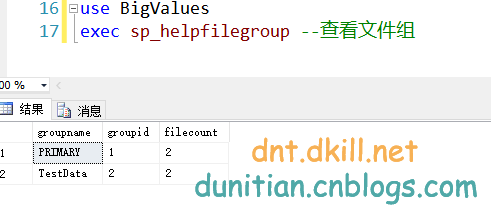 16 use BigValues
17 exec sp_helpfilegroup --查看文件组
00 %
结果 消息
groupname groupid filecount
1 PRIMARY 1 2
2 TestData 2 2
dnt.dkill.net
dunitian.cnblogs.com